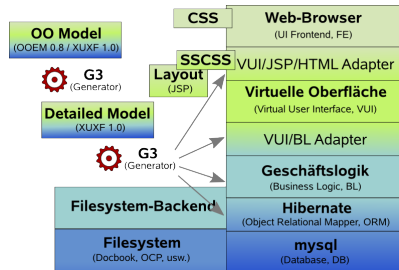 CSS
Web-Browser
(UI Frontend, FE)
OO Model
(OOEM 0.8 / XUXF 1.0)
SSCSS
VUI/JSP/HTML Adapter
G3
(Generator)
Layout
(JSP)
Virtuelle Oberfläche
(Virtual User Interface, VUI)
Detailed Model
(XUXF 1.0)
VUI/BL Adapter
G3
(Generator)
Geschäftslogik
(Business Logic, BL)
Filesystem-Backend
Hibernate
(Object Relational Mapper, ORM)
Filesystem
(Docbook, OCP, usw.)
mysql
(Database, DB)